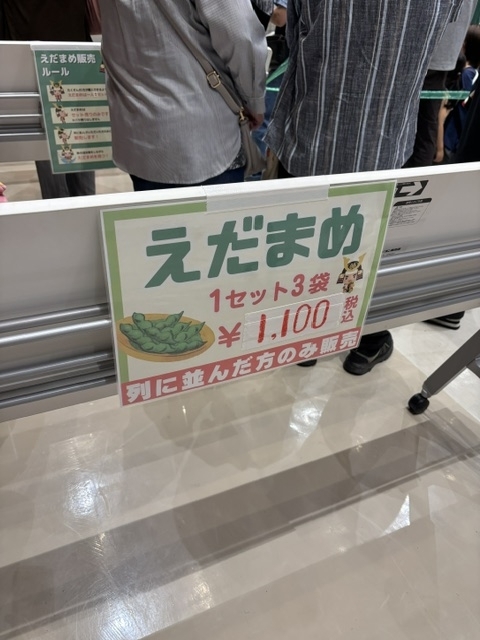 えだまめ販売
ルール
えだまめ
1セット3袋
¥1,100 税込
列に並んだ方のみ販売